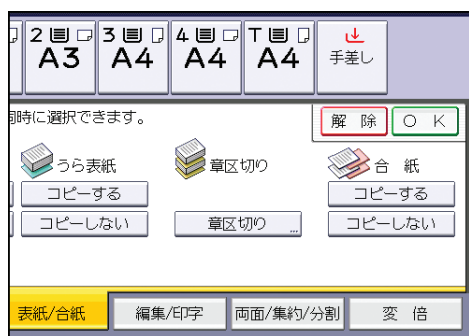 2 3 4 T
A3 A4 A4 A4 手差し
同時に選択できます。 解 除 O K
うら表紙 章区切り 合 紙
コピーする コピーする
コピーしない 章区切り ... コピーしない
表紙/合紙 編集/印字 両面/集約/分割 変 倍